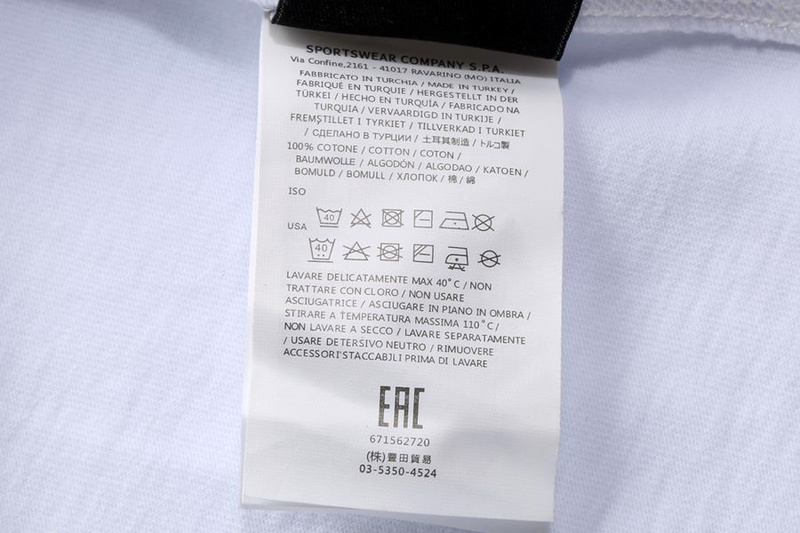 SPORTSWEAR COMPANY S.P.A.
Via Confine,2161 - 41017 RAVARINO (MO) ITALIA
FABBRICATO IN TURCHIA / MADE IN TURKEY /
FABRIQUÉ EN TURQUIE / HERGESTELLT IN DER
TÜRKEI / HECHO EN TURQUÍA / FABRICADO NA
TURQUIA / VERVAARDIGD IN TURKIJE /
FREMSTILLET I TYRKIET / TILLVERKAD I TURKIET
/ СДЕЛАНО В ТУРЦИИ / 土耳其制造 / トルコ製
100% COTONE / COTTON / COTON /
BAUMWOLLE / ALGODÓN / ALGODAO / KATOEN /
BOMULD / BOMULL / ХЛОПОК / 棉 / 綿
ISO
40
USA
40
LAVARE DELICATAMENTE MAX 40°C / NON
TRATTARE CON CLORO / NON USARE
ASCIUGATRICE / ASCIUGARE IN PIANO IN OMBRA /
STIRARE A TEMPERATURA MASSIMA 110°C /
NON LAVARE A SECCO / LAVARE SEPARATAMENTE
/ USARE DETERSIVO NEUTRO / RIMUOVERE
ACCESSORI STACCABILI PRIMA DI LAVARE
EAC
671562720
(株)豊田貿易
03-5350-4524